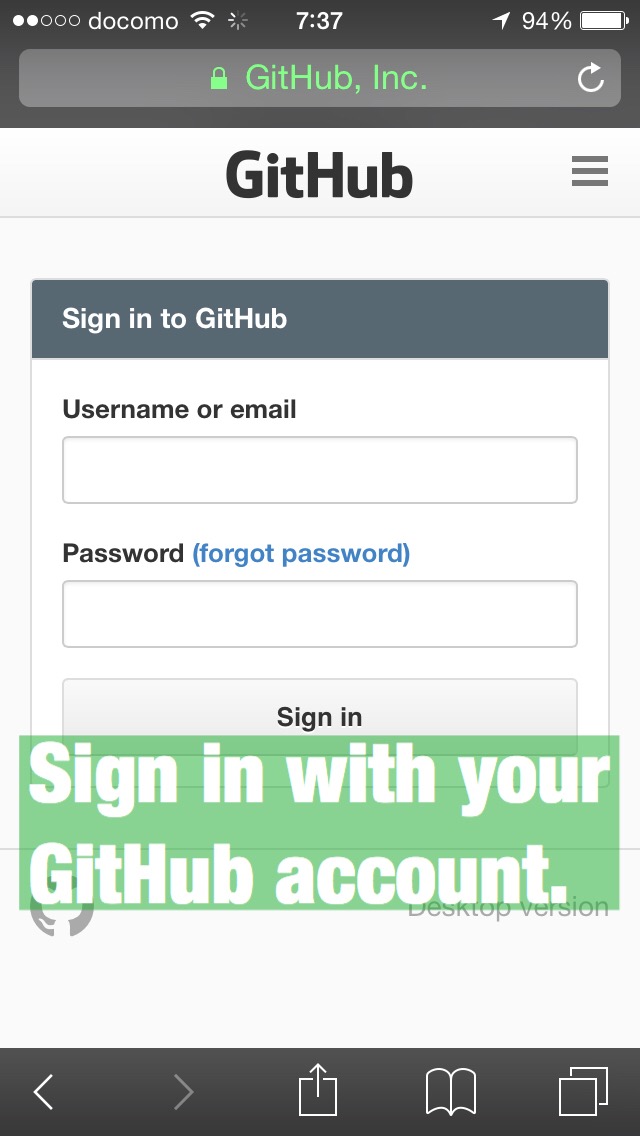 docomo 7:37 94%
GitHub, Inc.
GitHub
Sign in to GitHub
Username or email
Password (forgot password)
Sign in
Sign in with your
GitHub account.
Desktop version